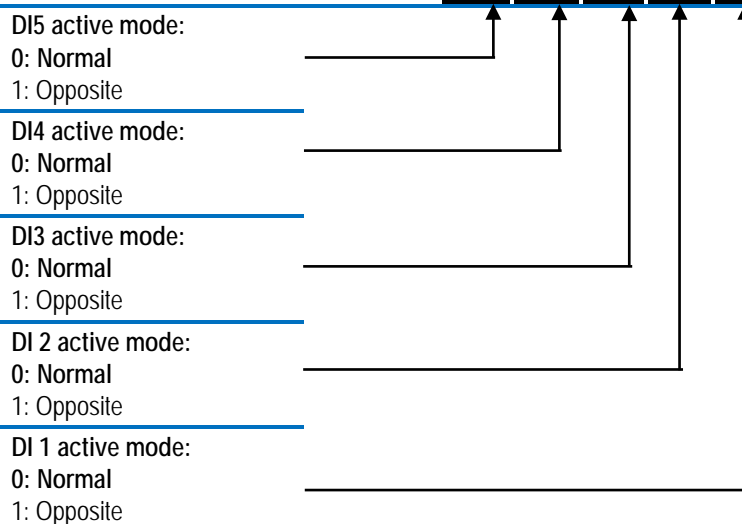 DI5 active mode:
0: Normal
1: Opposite
DI4 active mode:
0: Normal
1: Opposite
DI3 active mode:
0: Normal
1: Opposite
DI 2 active mode:
0: Normal
1: Opposite
DI 1 active mode:
0: Normal
1: Opposite